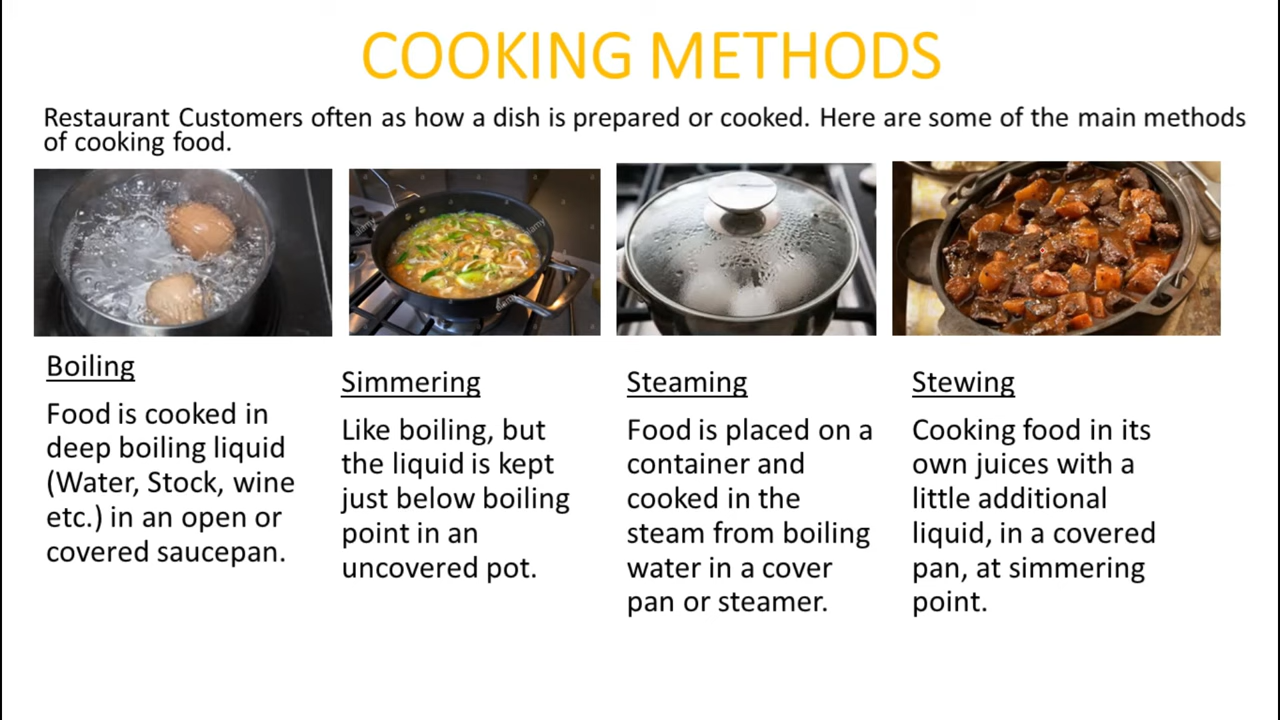 COOKING METHODS
Restaurant Customers often as how a dish is prepared or cooked. Here are some of the main methods
of cooking food.
alamy
alamy
Boiling
Food is cooked in
deep boiling liquid
(Water, Stock, wine
etc.) in an open or
covered saucepan.
Simmering
Like boiling, but
the liquid is kept
just below boiling
point in an
uncovered pot.
Steaming
Food is placed on a
container and
cooked in the
steam from boiling
water in a cover
pan or steamer.
Stewing
Cooking food in its
own juices with a
little additional
liquid, in a covered
pan, at simmering
point.